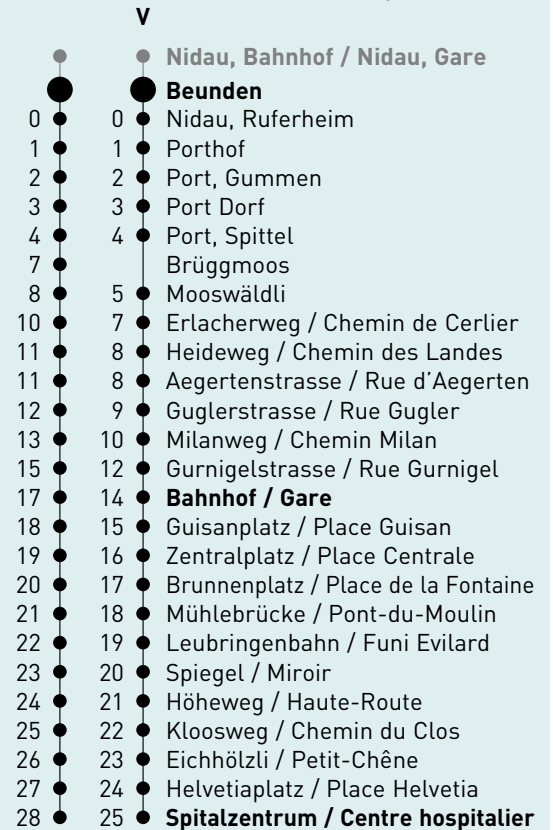 V
Nidau, Bahnhof / Nidau, Gare
Beunden
0 0 Nidau, Ruferheim
1 1 Porthof
2 2 Port, Gummen
3 3 Port Dorf
4 4 Port, Spittel
7 Brüggmoos
8 5 Mooswäldli
10 7 Erlacherweg / Chemin de Cerlier
11 8 Heideweg / Chemin des Landes
11 8 Aegertenstrasse / Rue d'Aegerten
12 9 Guglerstrasse / Rue Gugler
13 10 Milanweg / Chemin Milan
15 12 Gurnigelstrasse / Rue Gurnigel
17 14 Bahnhof / Gare
18 15 Guisanplatz / Place Guisan
19 16 Zentralplatz / Place Centrale
20 17 Brunnenplatz / Place de la Fontaine
21 18 Mühlebrücke / Pont-du-Moulin
22 19 Leubringenbahn / Funi Evilard
23 20 Spiegel / Miroir
24 21 Höheweg / Haute-Route
25 22 Kloosweg / Chemin du Clos
26 23 Eichhölzli / Petit-Chêne
27 24 Helvetiaplatz / Place Helvetia
28 25 Spitalzentrum / Centre hospitalier